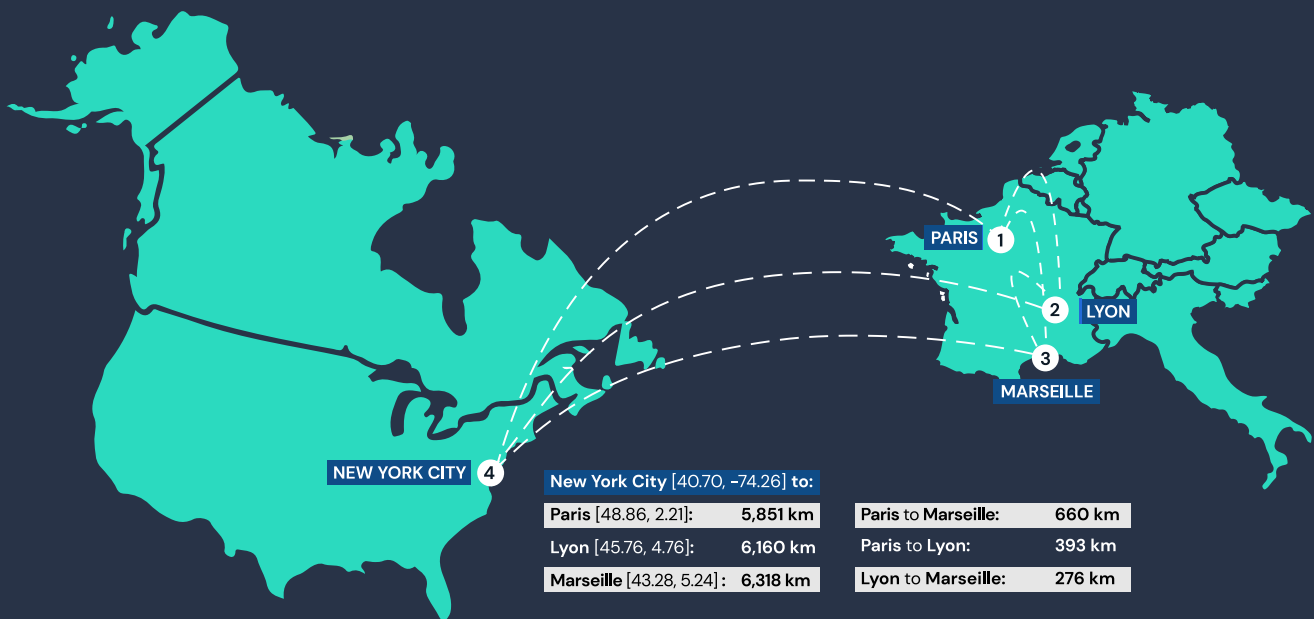 PARIS
1
2
LYON
3
MARSEILLE
NEW YORK CITY
4
New York City [40.70, -74.26] to:
Paris [48.86, 2.21]: 5,851 km
Lyon [45.76, 4.76]: 6,160 km
Marseille [43.28, 5.24] : 6,318 km
Paris to Marseille: 660 km
Paris to Lyon: 393 km
Lyon to Marseille: 276 km